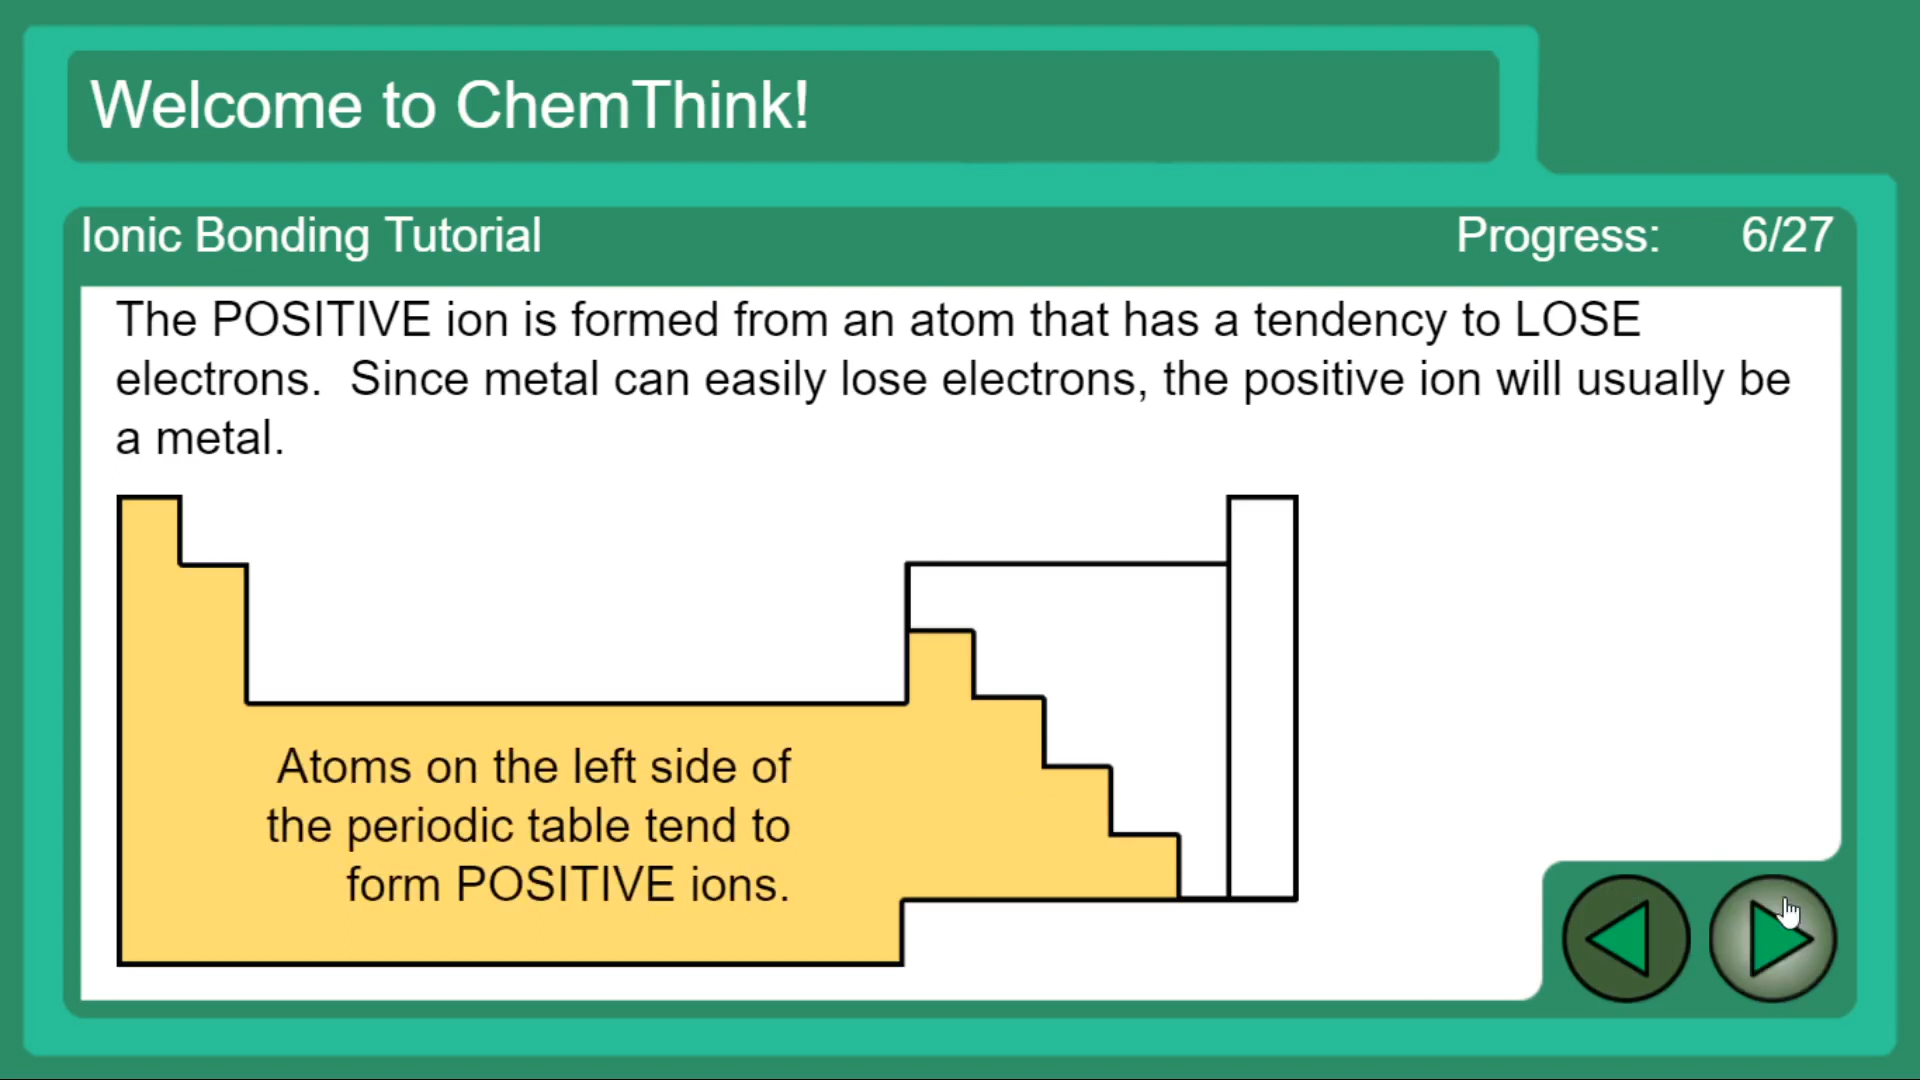 Welcome to ChemThink!
Ionic Bonding Tutorial
Progress: 6/27
The POSITIVE ion is formed from an atom that has a tendency to LOSE
electrons.  Since metal can easily lose electrons, the positive ion will usually be
a metal.
Atoms on the left side of
the periodic table tend to
form POSITIVE ions.